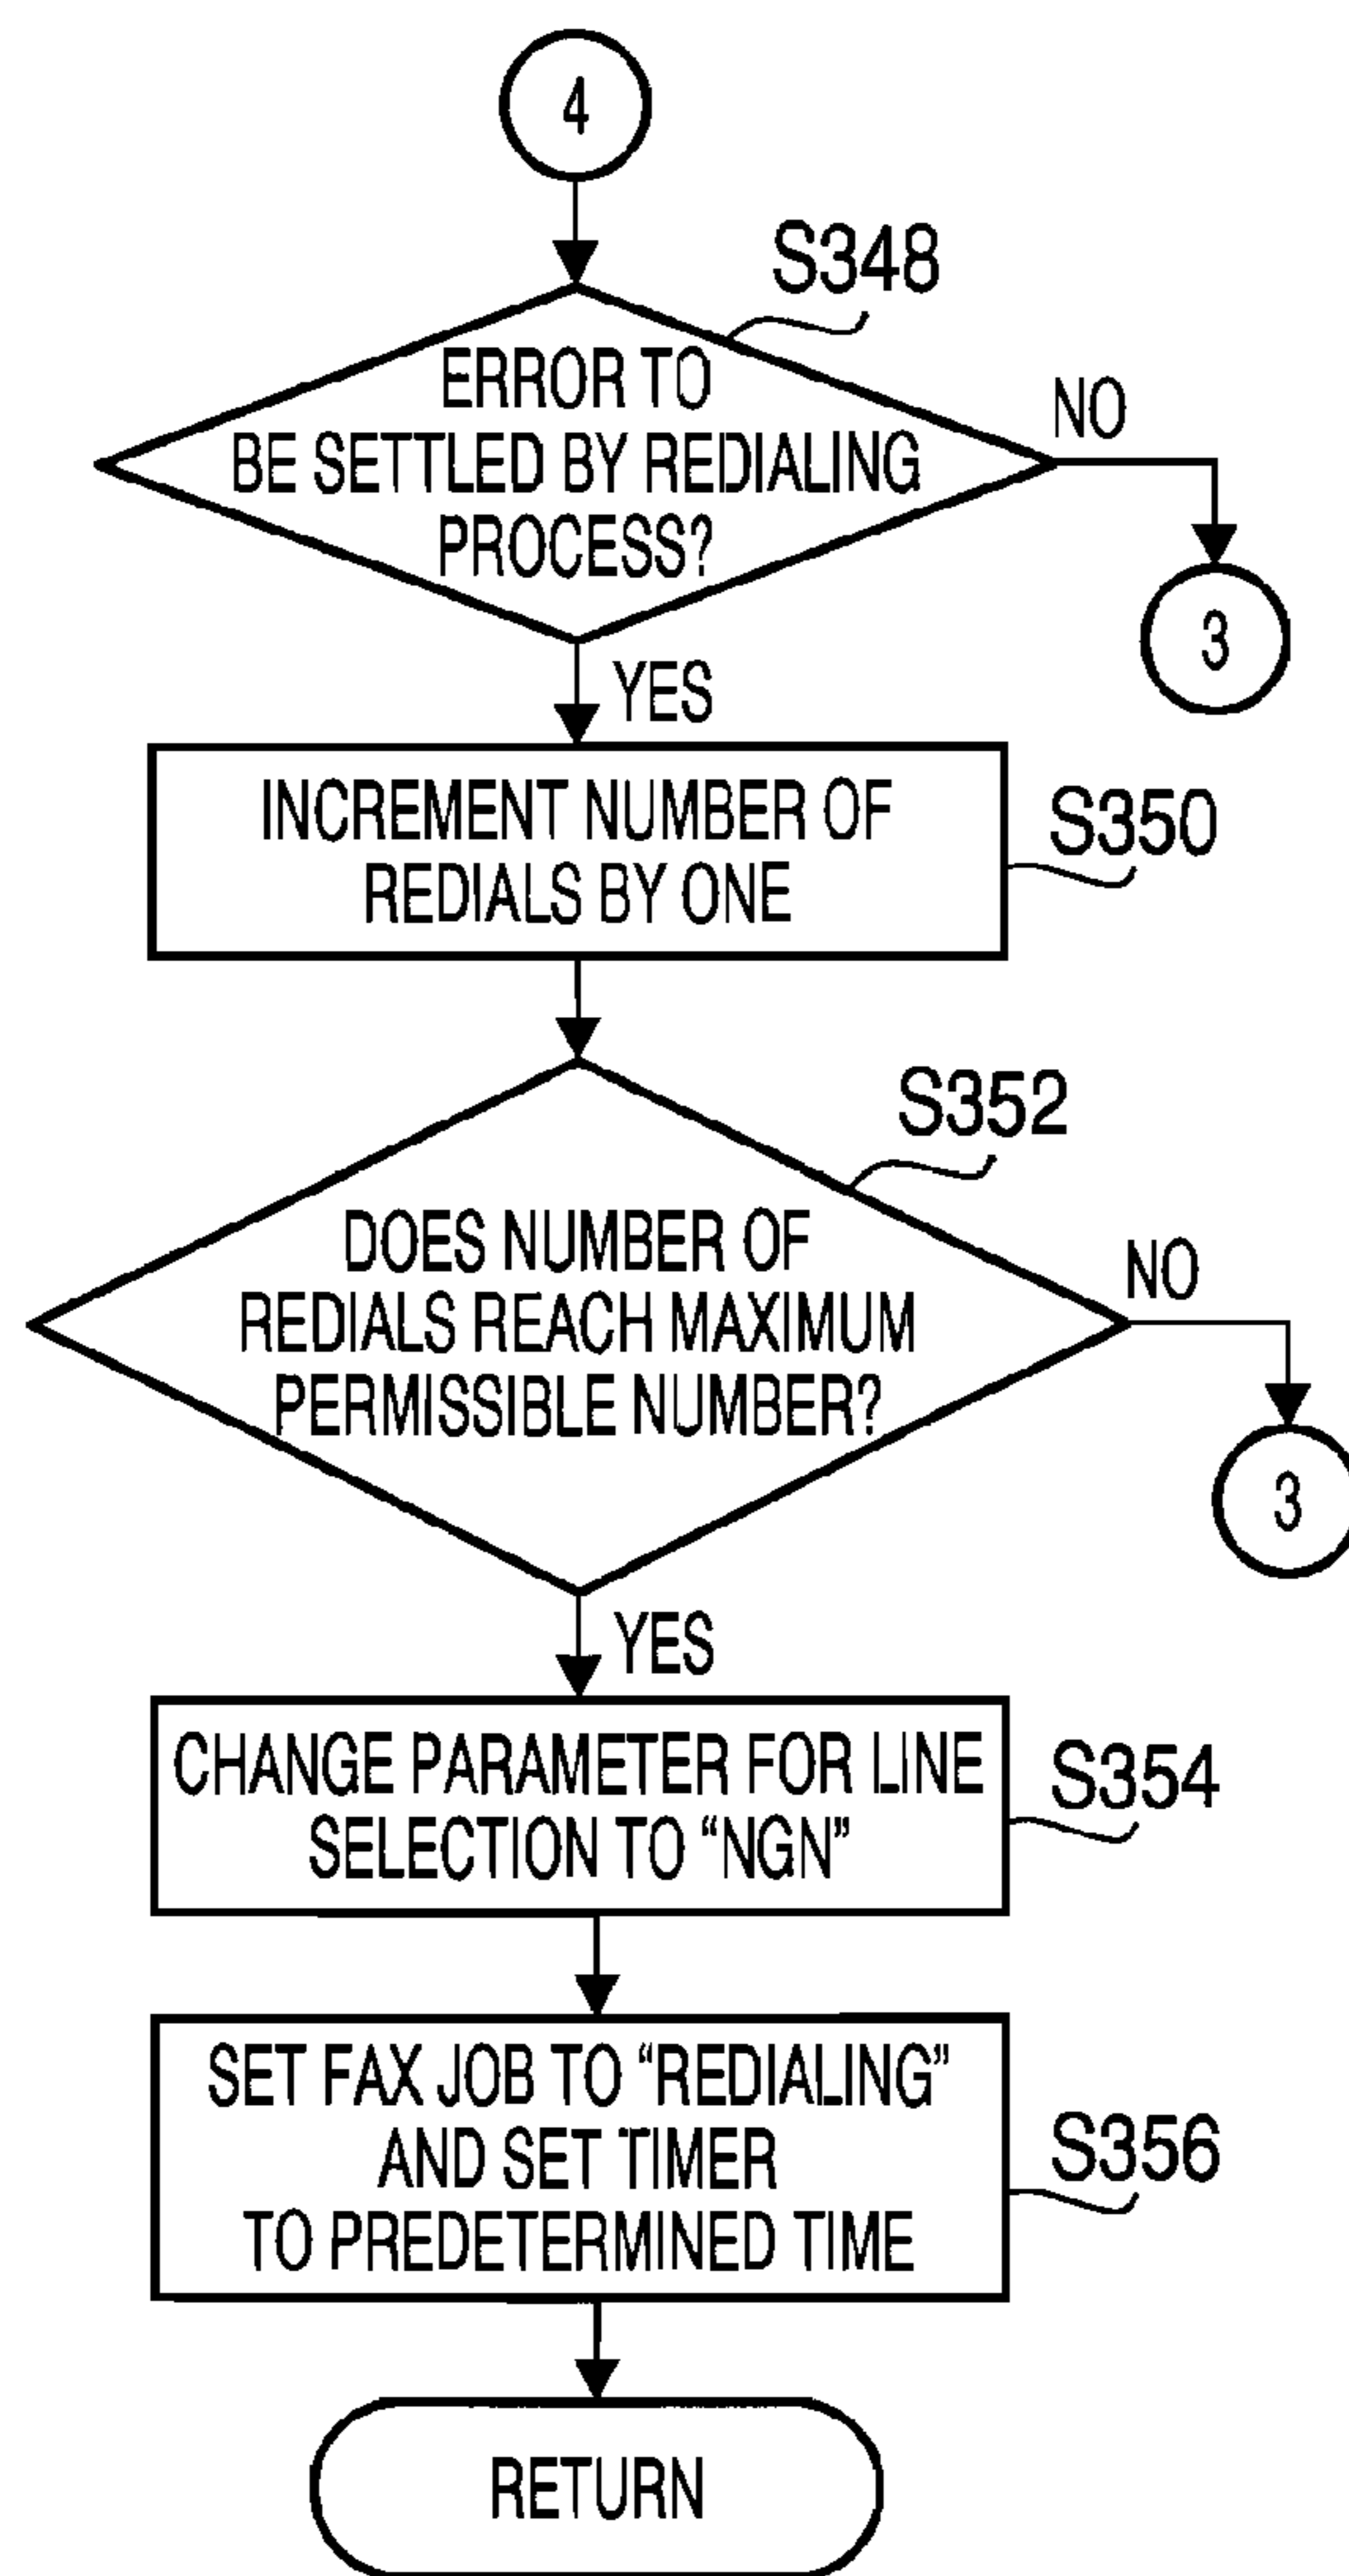 4
S348
ERROR TO
BE SETTLED BY REDIALING
PROCESS?
NO
3
YES
INCREMENT NUMBER OF
REDIALS BY ONE
S350
S352
DOES NUMBER OF
REDIALS REACH MAXIMUM
PERMISSIBLE NUMBER?
NO
3
YES
CHANGE PARAMETER FOR LINE
SELECTION TO “NGN”
S354
SET FAX JOB TO “REDIALING”
AND SET TIMER
TO PREDETERMINED TIME
S356
RETURN